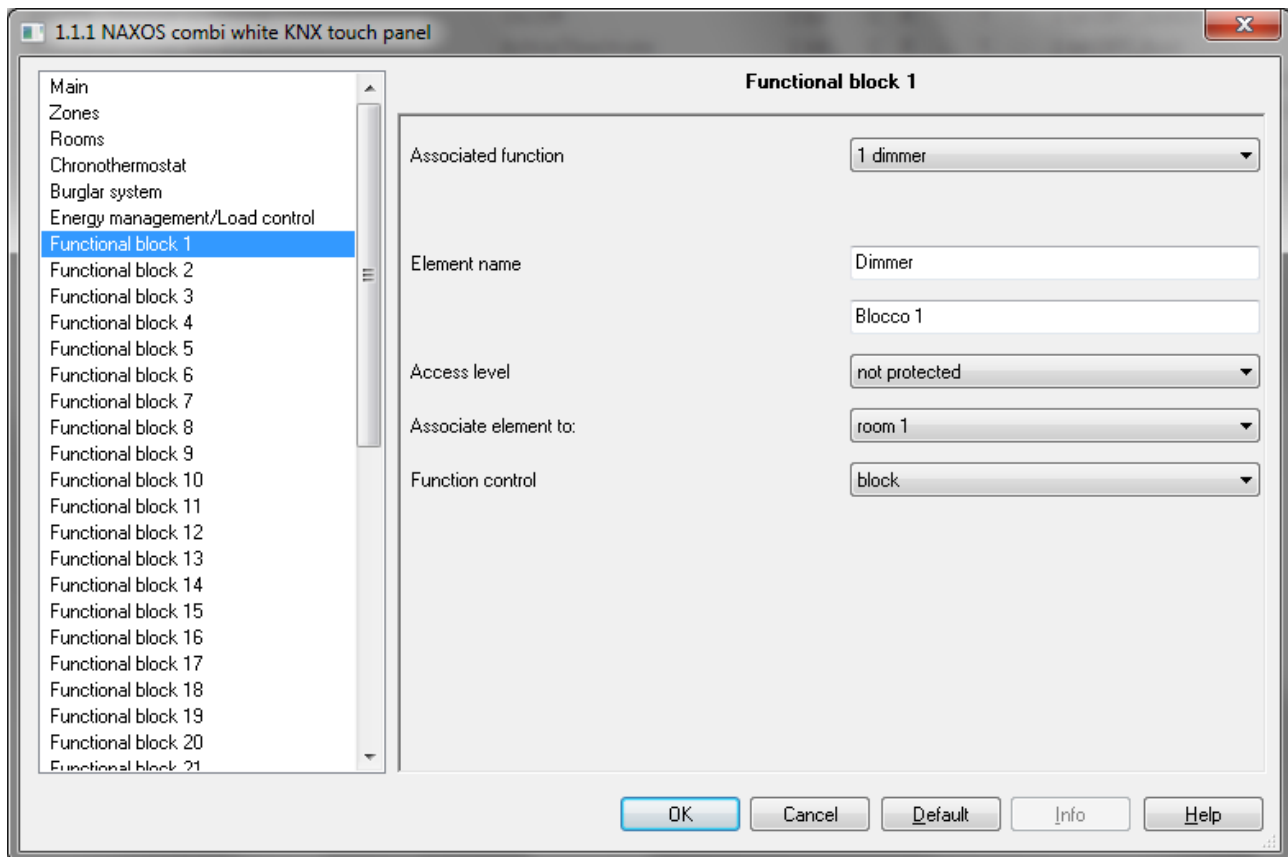 1.1.1 NAXOS combi white KNX touch panel
Main
Zones
Rooms
Chronothermostat
Burglar system
Energy management/Load control
Functional block 1
Functional block 2
Functional block 3
Functional block 4
Functional block 5
Functional block 6
Functional block 7
Functional block 8
Functional block 9
Functional block 10
Functional block 11
Functional block 12
Functional block 13
Functional block 14
Functional block 15
Functional block 16
Functional block 17
Functional block 18
Functional block 19
Functional block 20
Functional block 21
Functional block 1
Associated function 1 dimmer
Element name Dimmer
Blocco 1
Access level not protected
Associate element to: room 1
Function control block
OK Cancel Default Info Help